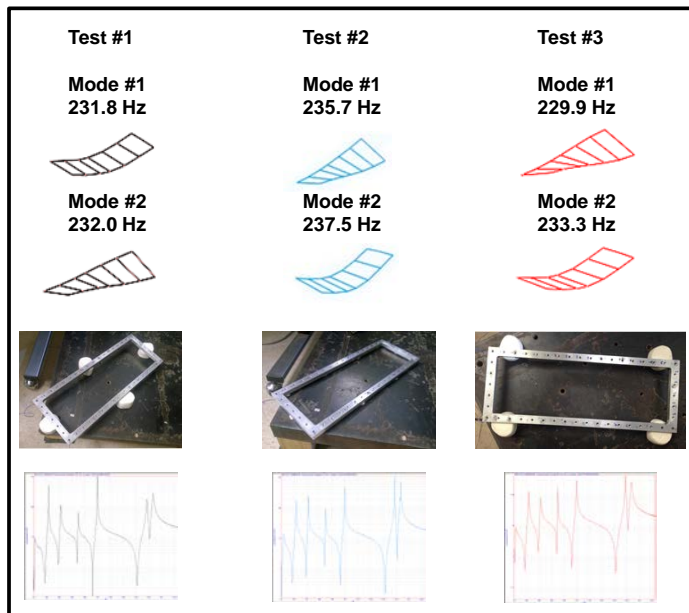 Test #1
Test #2
Test #3
Mode #1
231.8 Hz
Mode #1
235.7 Hz
Mode #1
229.9 Hz
Mode #2
232.0 Hz
Mode #2
237.5 Hz
Mode #2
233.3 Hz